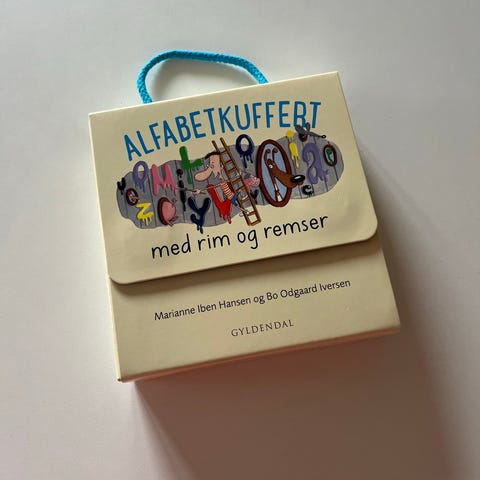 ALFABETKUFFERT
med rim og remser
Marianne Iben Hansen og Bo Odgaard Iversen
GYLDENDAL